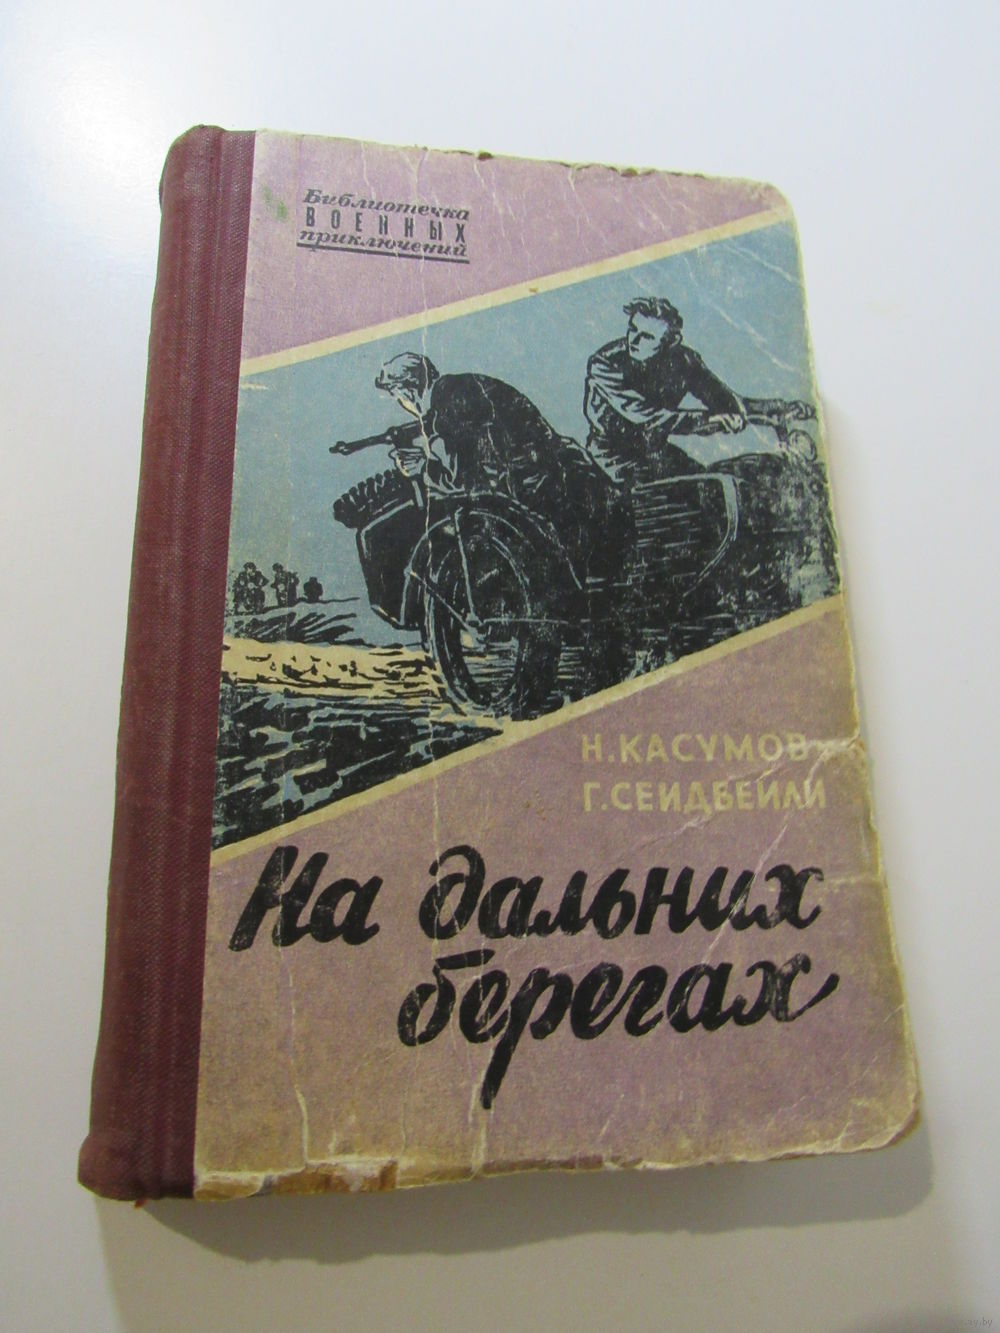 Библиотечка
ВОЕННЫХ
приключений
Н. КАСУМОВ
Г. СЕИДБЕЙЛИ
На дальних
берегах